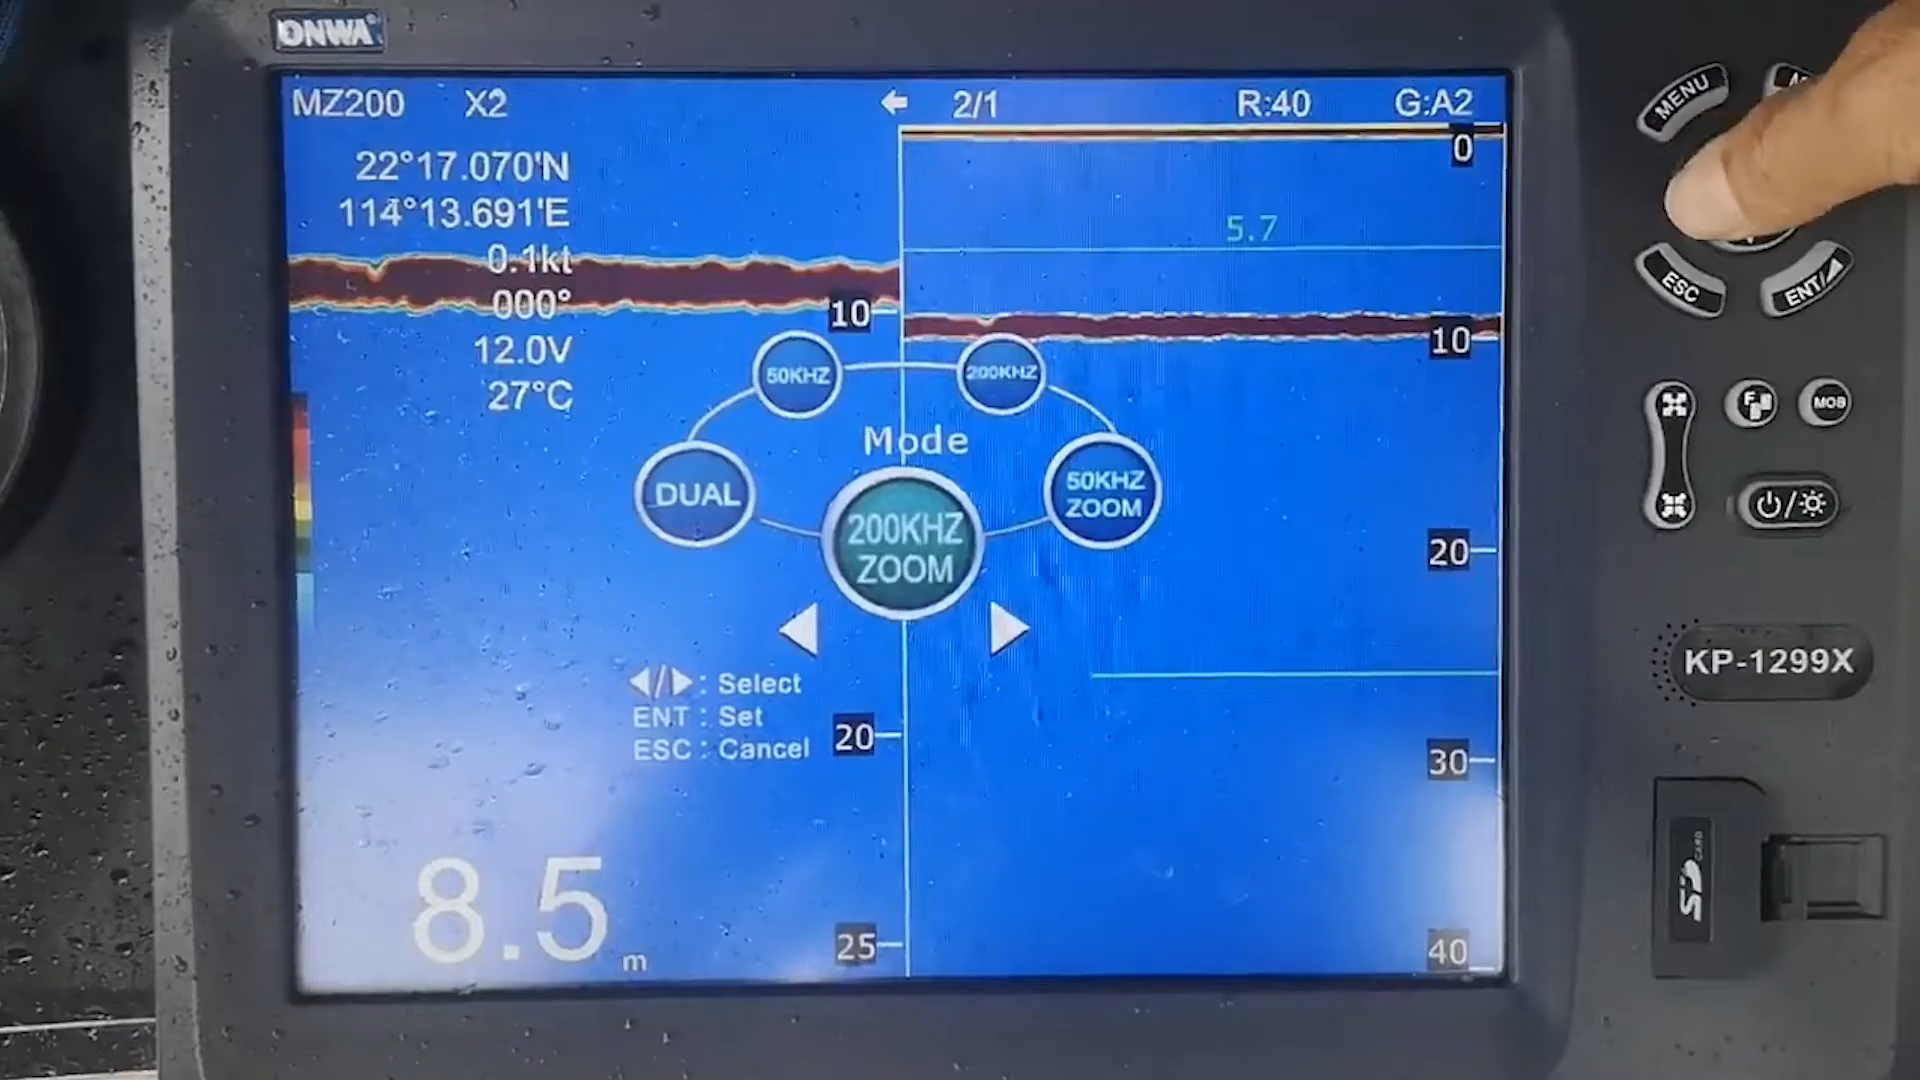 ONWA
MZ200 X2 2/1 R:40 G:A2
22°17.070'N
114°13.691'E
0.1kt
000°
12.0V
27°C
10
20
25
0
5.7
10
20
30
40
50KHZ
200KHZ
Mode
DUAL
200KHZ
ZOOM
50KHZ
ZOOM
◀/▶ : Select
ENT : Set
ESC : Cancel
8.5 m
MENU
ESC
ENT/
MOB
KP-1299X
SD CARD